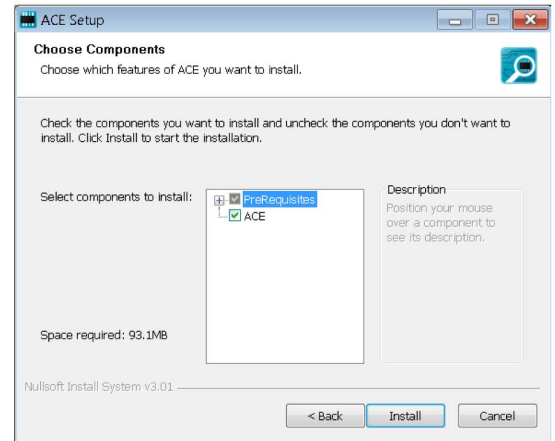 ACE Setup
Choose Components
Choose which features of ACE you want to install.
Check the components you want to install and uncheck the components you don't want to
install. Click Install to start the installation.
Select components to install:
PreRequisites
ACE
Description
Position your mouse
over a component to
see its description.
Space required: 93.1MB
Nullsoft Install System v3.01
< Back
Install
Cancel